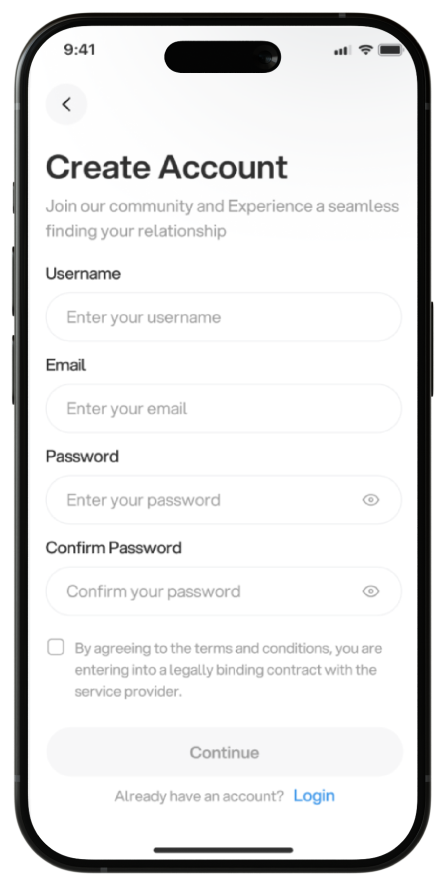 9:41
Create Account
Join our community and Experience a seamless
finding your relationship
Username
Enter your username
Email
Enter your email
Password
Enter your password
Confirm Password
Confirm your password
By agreeing to the terms and conditions, you are
entering into a legally binding contract with the
service provider.
Continue
Already have an account? Login